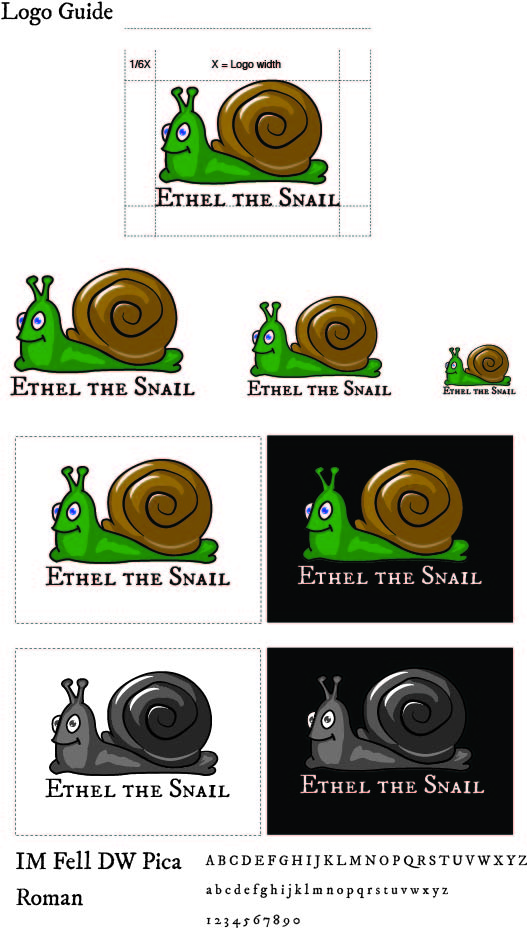 Logo Guide
1/6X X = Logo width
Ethel the Snail
Ethel the Snail Ethel the Snail Ethel the Snail
Ethel the Snail Ethel the Snail
Ethel the Snail Ethel the Snail
IM Fell DW Pica
Roman
A B C D E F G H I J K L M N O P Q R S T U V W X Y Z
a b c d e f g h i j k l m n o p q r s t u v w x y z
1 2 3 4 5 6 7 8 9 0